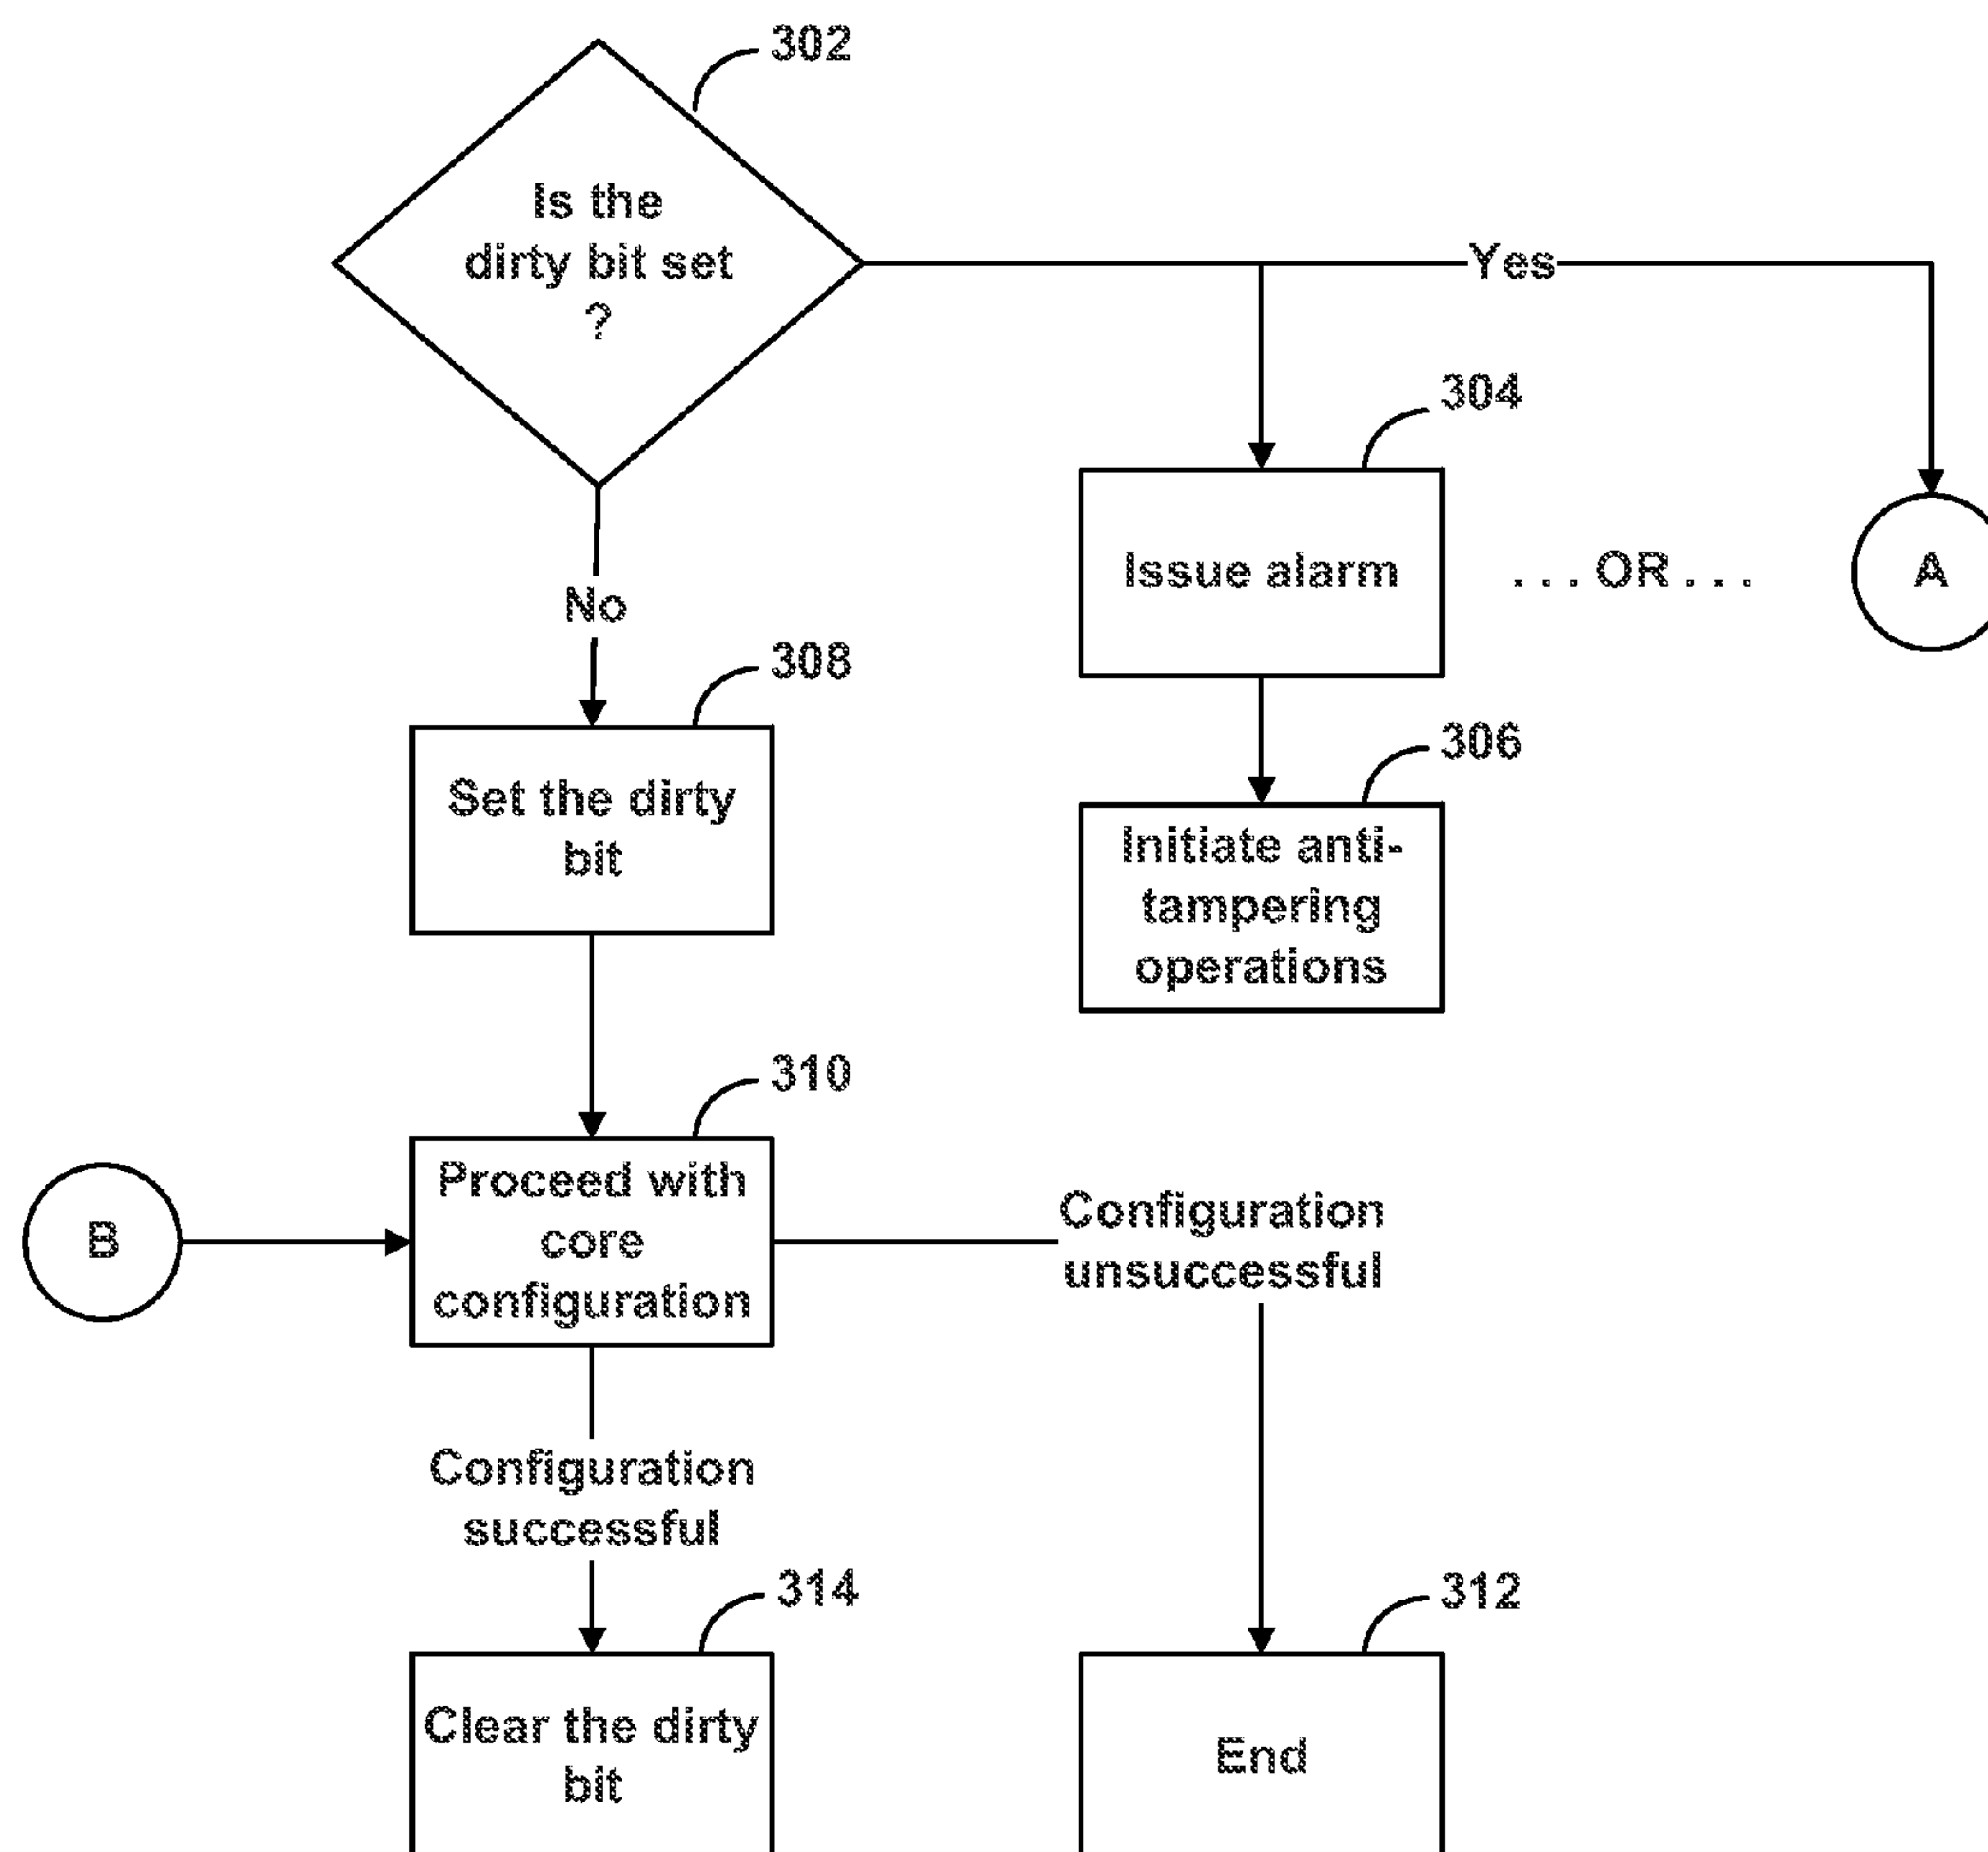 302
Is the
dirty bit set
?
Yes
304
Issue alarm
. . . OR . . .
A
No
308
Set the dirty
bit
306
Initiate anti-
tampering
operations
310
B
Proceed with
core
configuration
Configuration
unsuccessful
Configuration
successful
314
Clear the dirty
bit
312
End